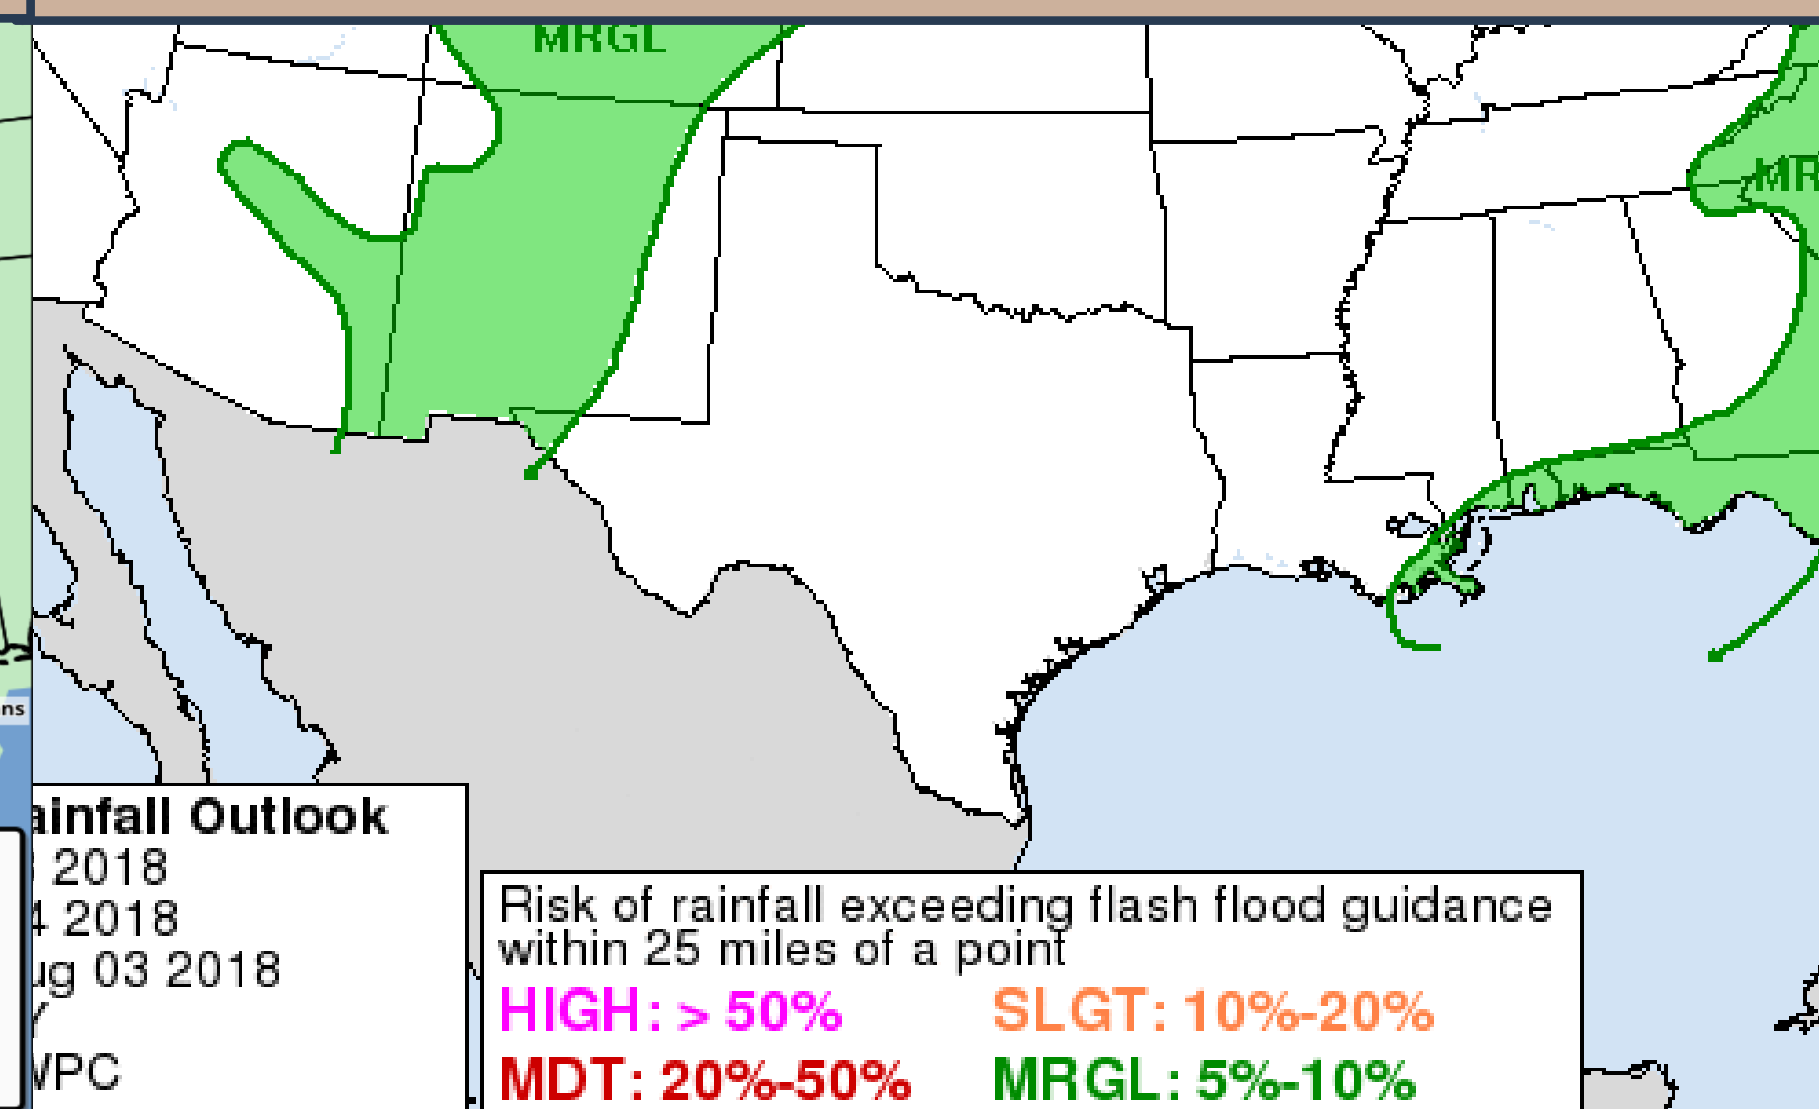 MRGL
MR
ns
ainfall Outlook
2018
4 2018
ug 03 2018
Y
WPC
Risk of rainfall exceeding flash flood guidance
within 25 miles of a point
HIGH: > 50%
SLGT: 10%-20%
MDT: 20%-50%
MRGL: 5%-10%